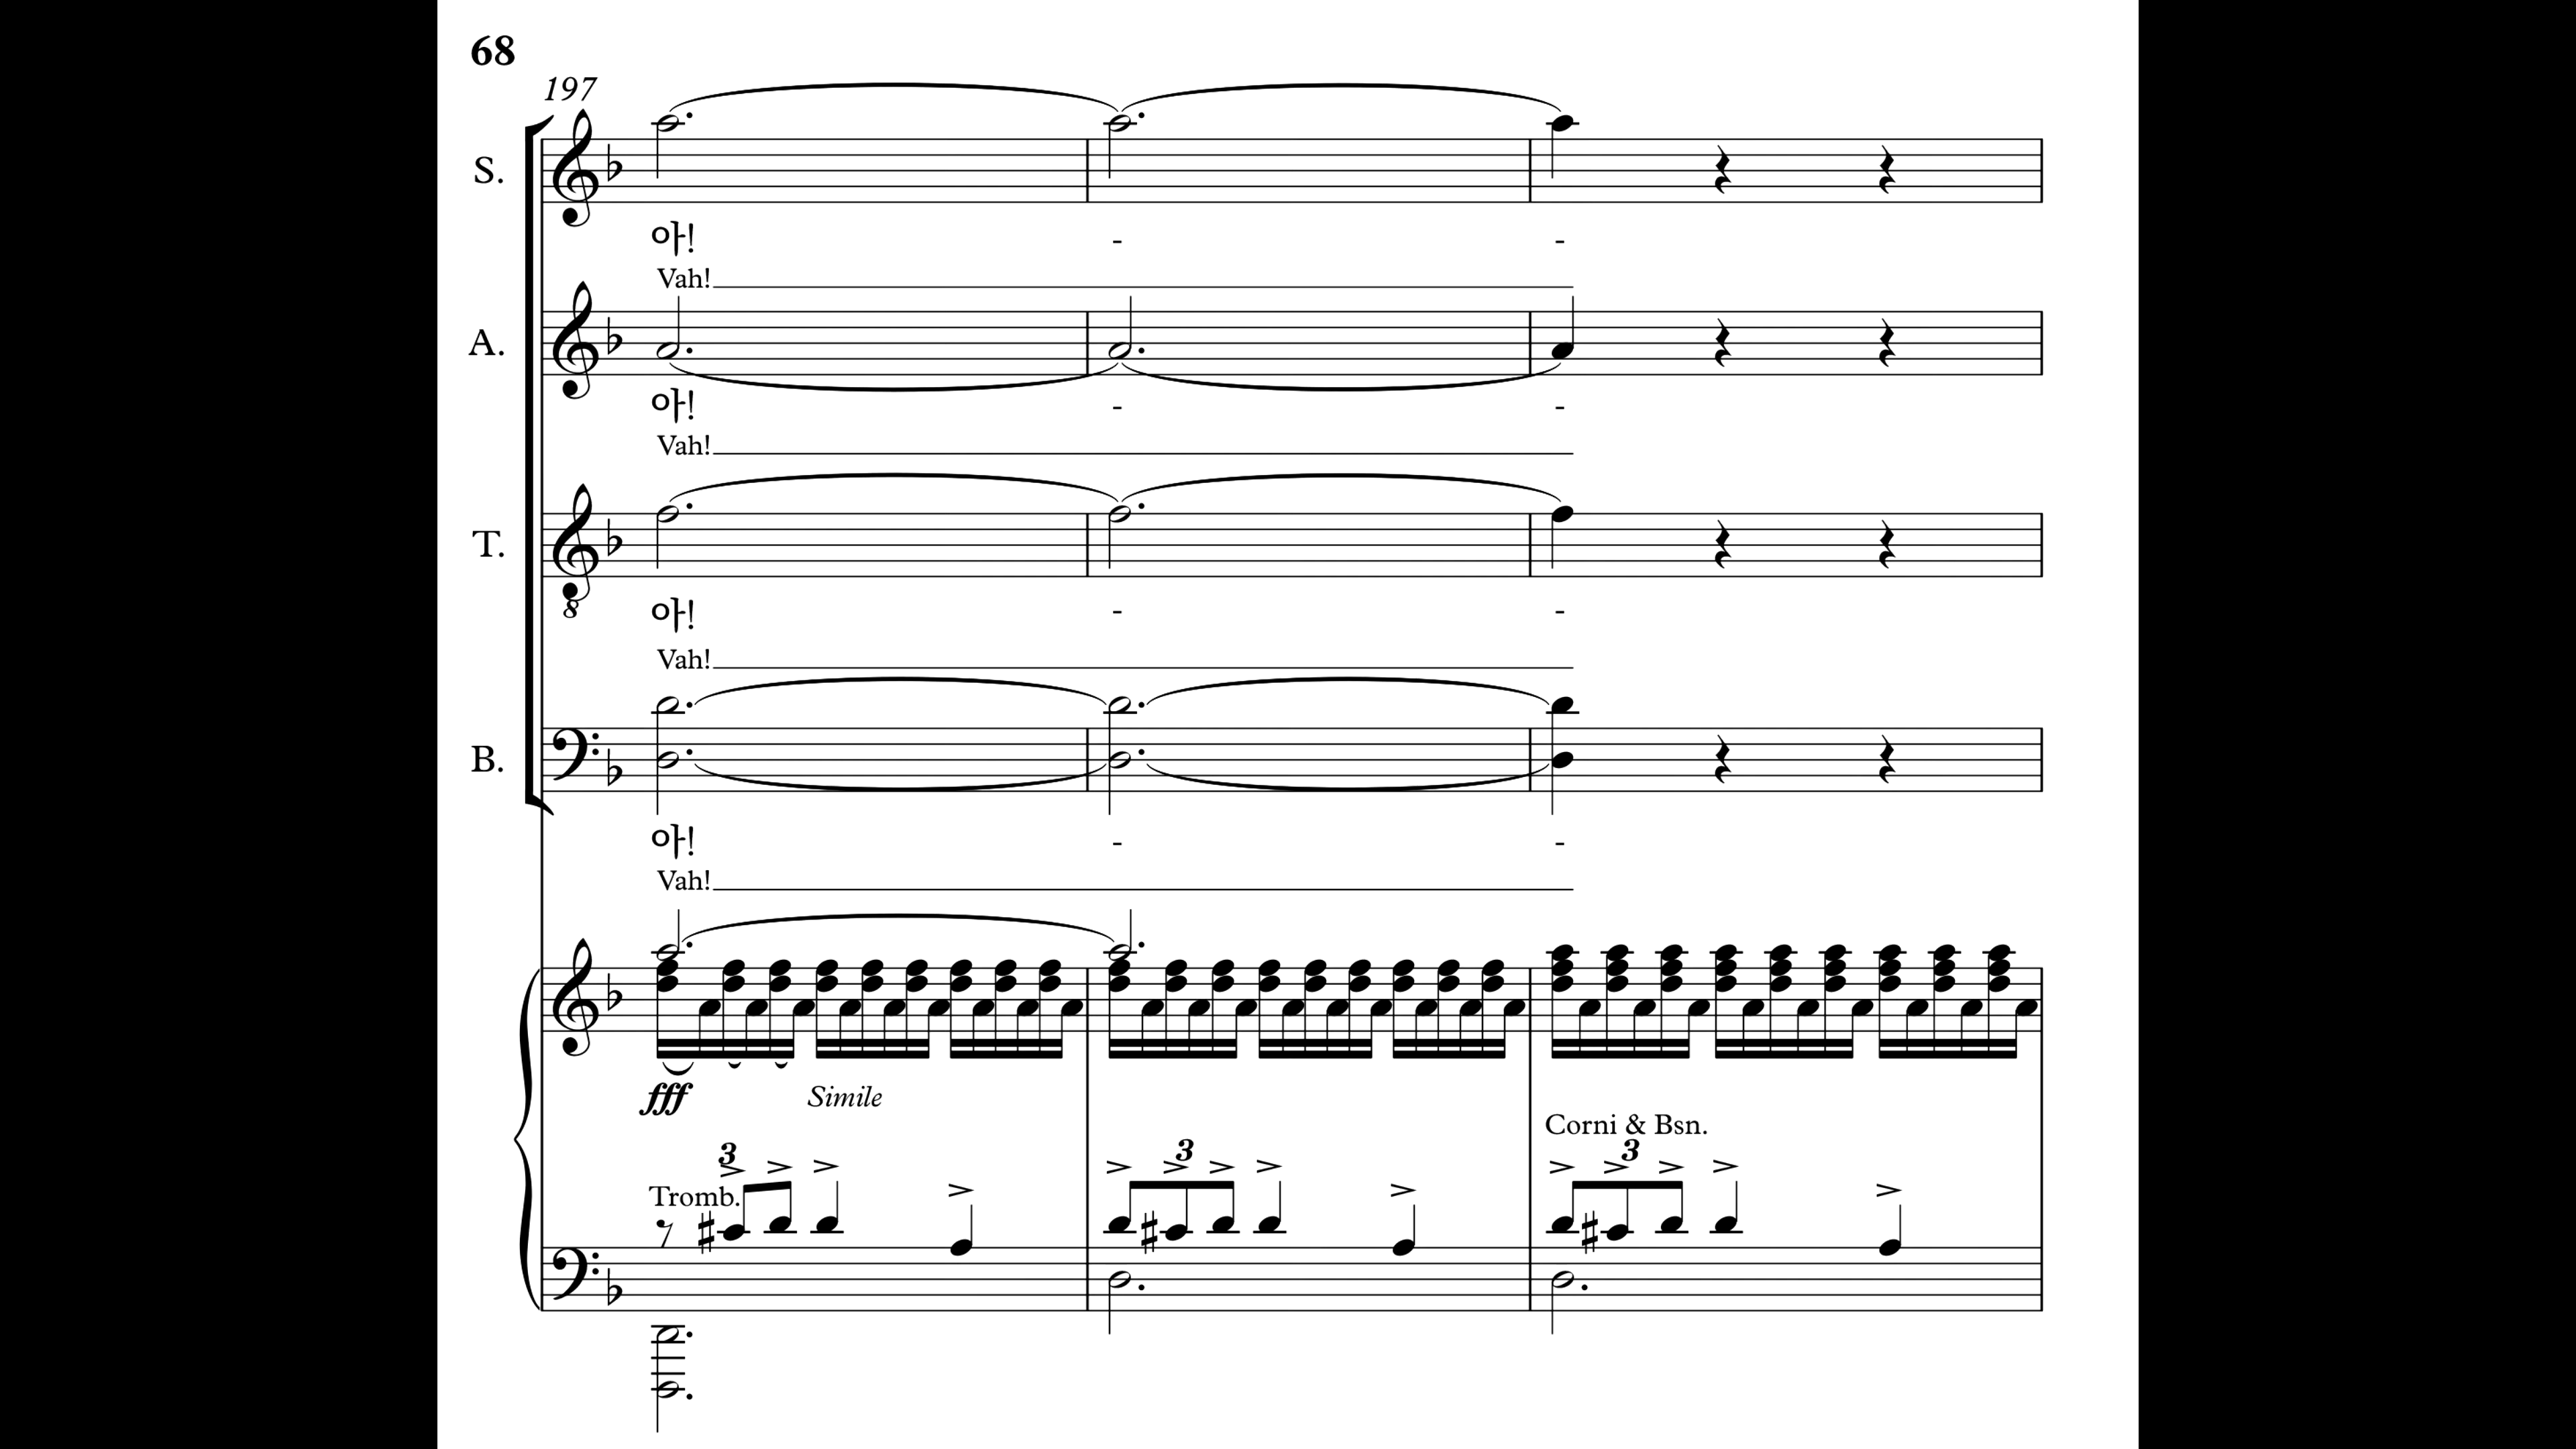 68
197
S.
아! - -
Vah!
A.
아! - -
Vah!
T.
8
아! - -
Vah!
B.
아! - -
Vah!
fff Simile
Corni & Bsn.
3 3 3
Tromb.